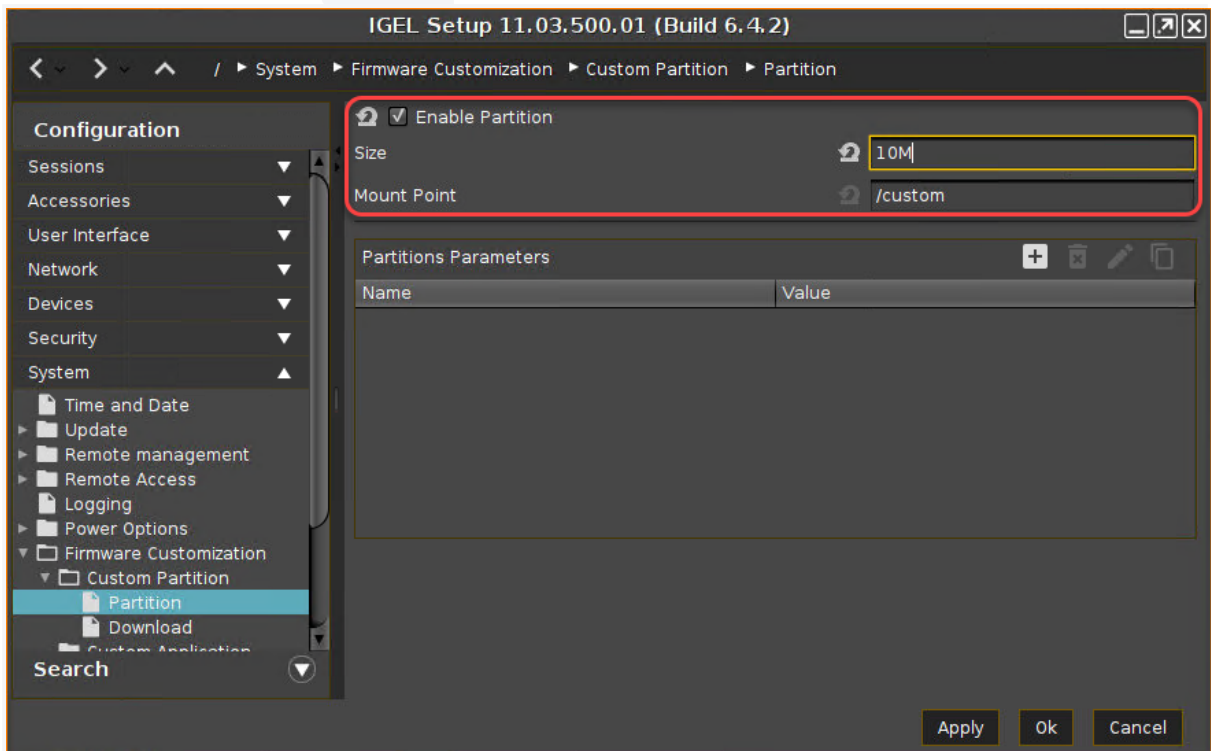 IGEL Setup 11.03.500.01 (Build 6.4.2)
/ ▸ System ▸ Firmware Customization ▸ Custom Partition ▸ Partition
Configuration
Sessions
Accessories
User Interface
Network
Devices
Security
System
Time and Date
Update
Remote management
Remote Access
Logging
Power Options
Firmware Customization
Custom Partition
Partition
Download
Custom Application
Search
Enable Partition
Size 10M
Mount Point /custom
Partitions Parameters
Name Value
Apply Ok Cancel